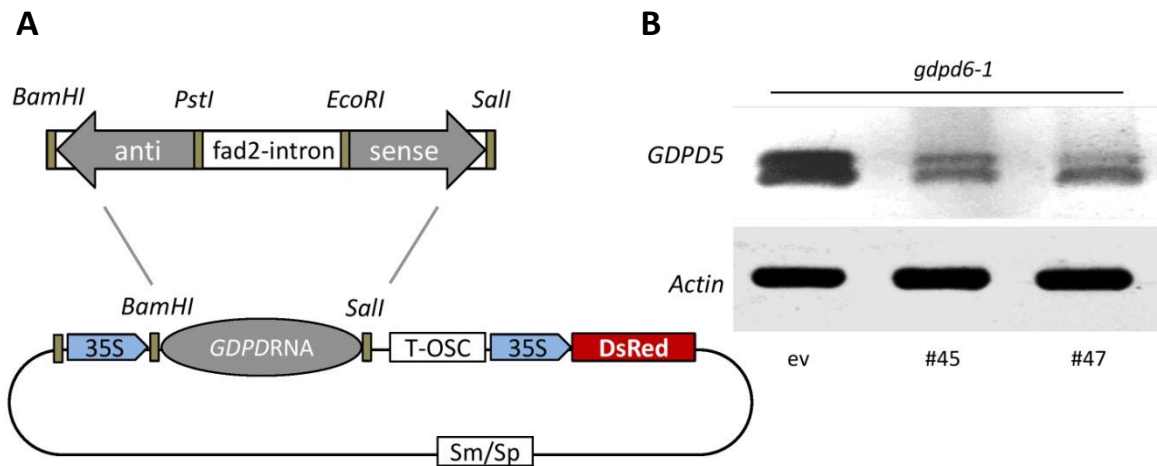 A
B
BamHI PstI EcoRI SalI
anti fad2-intron sense
BamHI SalI
35S GDPDRNA T-OSC 35S DsRed
Sm/Sp
gdpd6-1
GDPD5
Actin
ev #45 #47